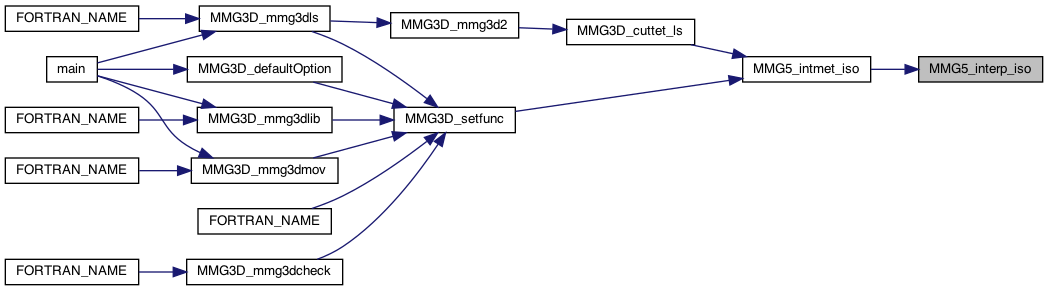 FORTRAN_NAME
MMG3D_mmg3dls
MMG3D_mmg3d2
MMG3D_cuttet_ls
main
MMG3D_defaultOption
MMG5_intmet_iso
MMG5_interp_iso
FORTRAN_NAME
MMG3D_mmg3dlib
MMG3D_setfunc
FORTRAN_NAME
MMG3D_mmg3dmov
FORTRAN_NAME
FORTRAN_NAME
MMG3D_mmg3dcheck